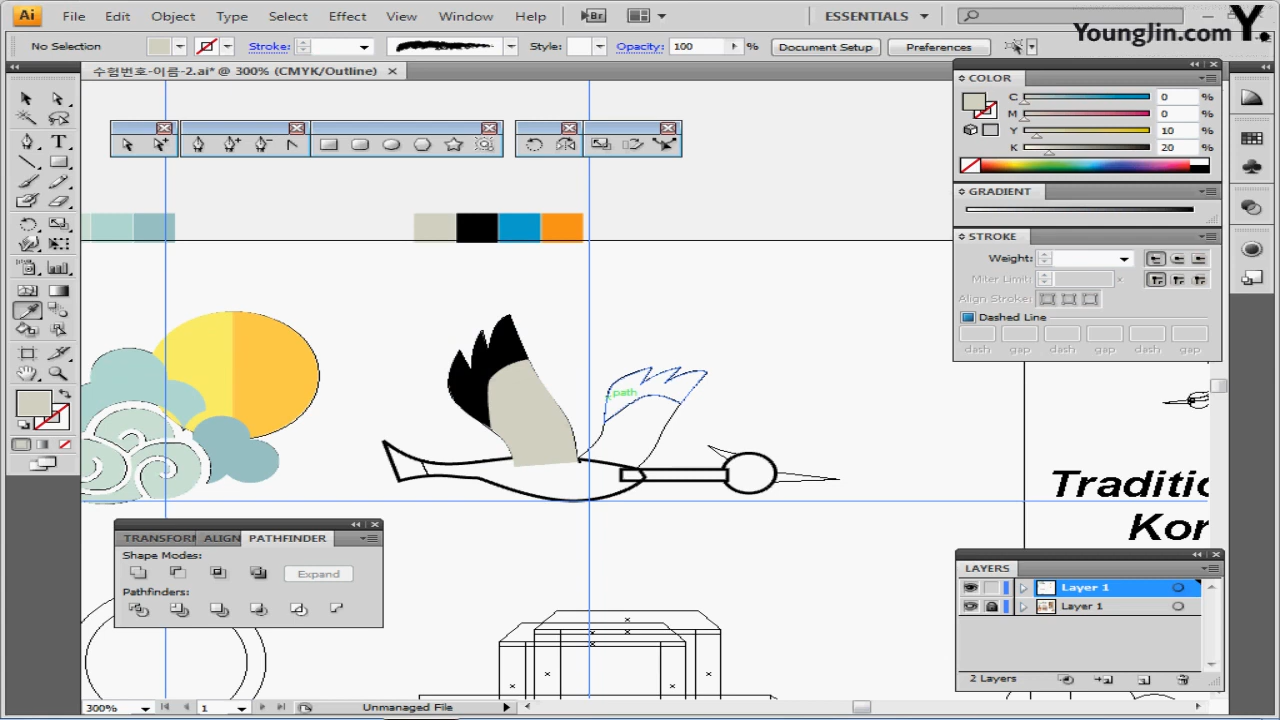 Ai File Edit Object Type Select Effect View Window Help Br ESSENTIALS
YoungJin.com Y.
No Selection Stroke: Style: Opacity: 100 % Document Setup Preferences
수험번호-이름-2.ai* @ 300% (CMYK/Outline)
COLOR
C 0 %
M 0 %
Y 10 %
K 20 %
GRADIENT
STROKE
Weight:
Miter Limit: x
Align Stroke:
Dashed Line
dash gap dash gap dash gap
path
Traditio
Kor
TRANSFORM ALIGN PATHFINDER
Shape Modes:
Expand
Pathfinders:
LAYERS
Layer 1
Layer 1
2 Layers
300% 1 Unmanaged File